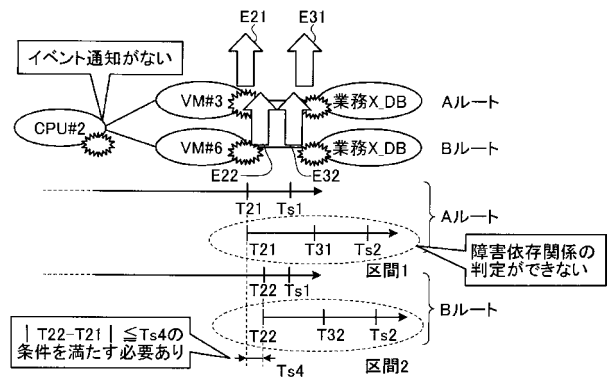 E21
E31
イベント通知がない
VM#3
業務X_DB
Aルート
CPU#2
VM#6
業務X_DB
Bルート
E22
E32
T21
Ts1
Aルート
T21
T31
Ts2
障害依存関係の
判定ができない
区間1
T22
Ts1
Bルート
T22
T32
Ts2
|T22-T21|≦Ts4の
条件を満たす必要あり
Ts4
区間2